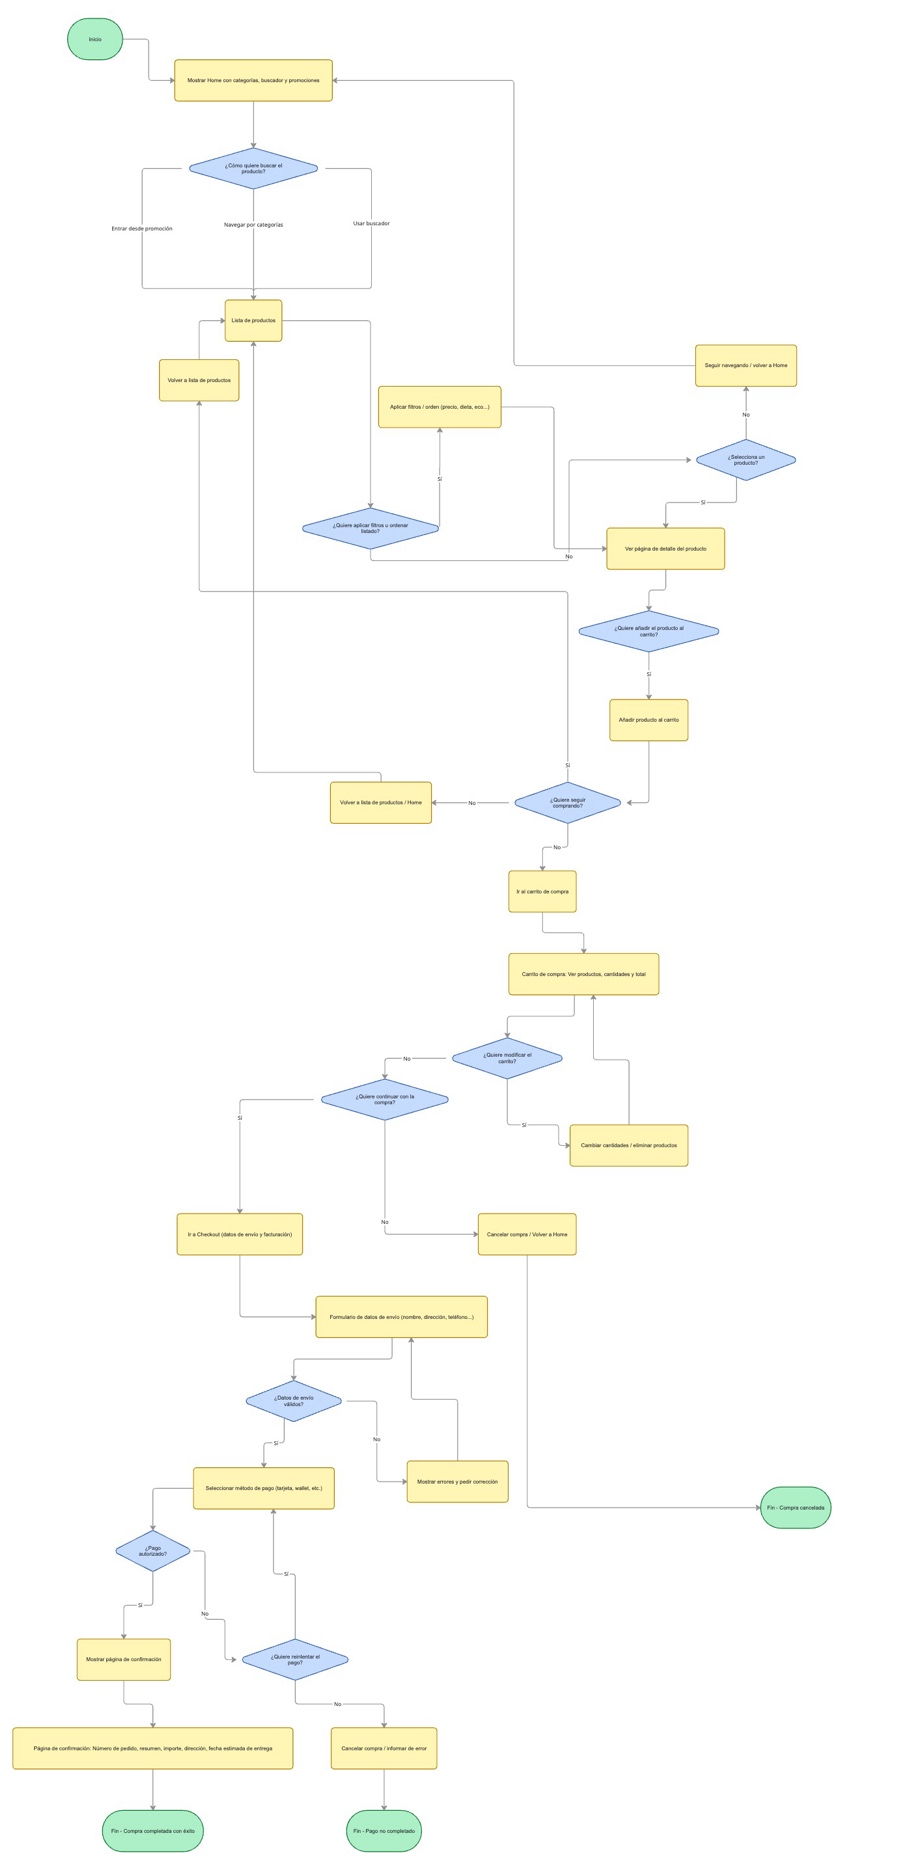 Inicio
Mostrar Home con categorías, buscador y promociones
¿Cómo quiere buscar el
producto?
Entrar desde promoción
Navegar por categorías
Usar buscador
Lista de productos
Volver a lista de productos
Seguir navegando / volver a Home
Aplicar filtros / orden (precio, dieta, eco...)
No
¿Selecciona un
producto?
Sí
Sí
¿Quiere aplicar filtros u ordenar
listado?
Ver página de detalle del producto
No
¿Quiere añadir el producto al
carrito?
Sí
Añadir producto al carrito
Sí
Volver a lista de productos / Home
No
¿Quiere seguir
comprando?
No
Ir al carrito de compra
Carrito de compra: Ver productos, cantidades y total
¿Quiere modificar el
carrito?
No
¿Quiere continuar con la
compra?
Sí
Sí
Cambiar cantidades / eliminar productos
No
Ir a Checkout (datos de envío y facturación)
Cancelar compra / Volver a Home
Formulario de datos de envío (nombre, dirección, teléfono...)
¿Datos de envío
válidos?
No
Sí
Mostrar errores y pedir corrección
Seleccionar método de pago (tarjeta, wallet, etc.)
Fin - Compra cancelada
¿Pago
autorizado?
Sí
Sí
No
Mostrar página de confirmación
¿Quiere reintentar el
pago?
No
Página de confirmación: Número de pedido, resumen, importe, dirección, fecha estimada de entrega
Cancelar compra / informar de error
Fin - Compra completada con éxito
Fin - Pago no completado